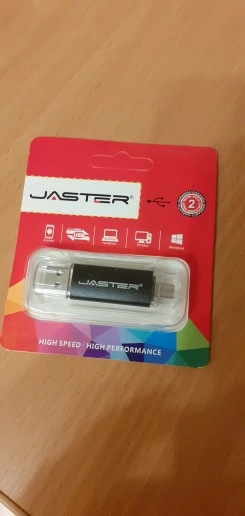 JASTER®
2
JASTER®
HIGH SPEED · HIGH PERFORMANCE